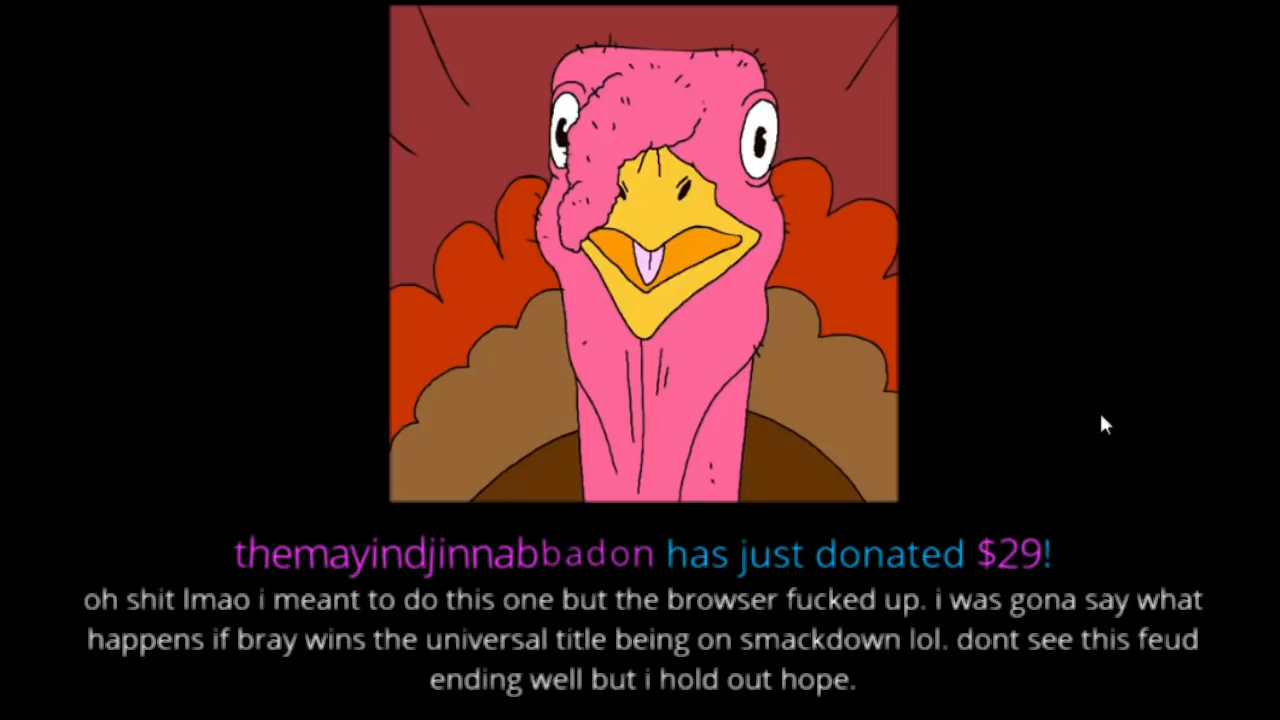 themayindjinnabbadon has just donated $29!
oh shit lmao i meant to do this one but the browser fucked up. i was gona say what
happens if bray wins the universal title being on smackdown lol. dont see this feud
ending well but i hold out hope.